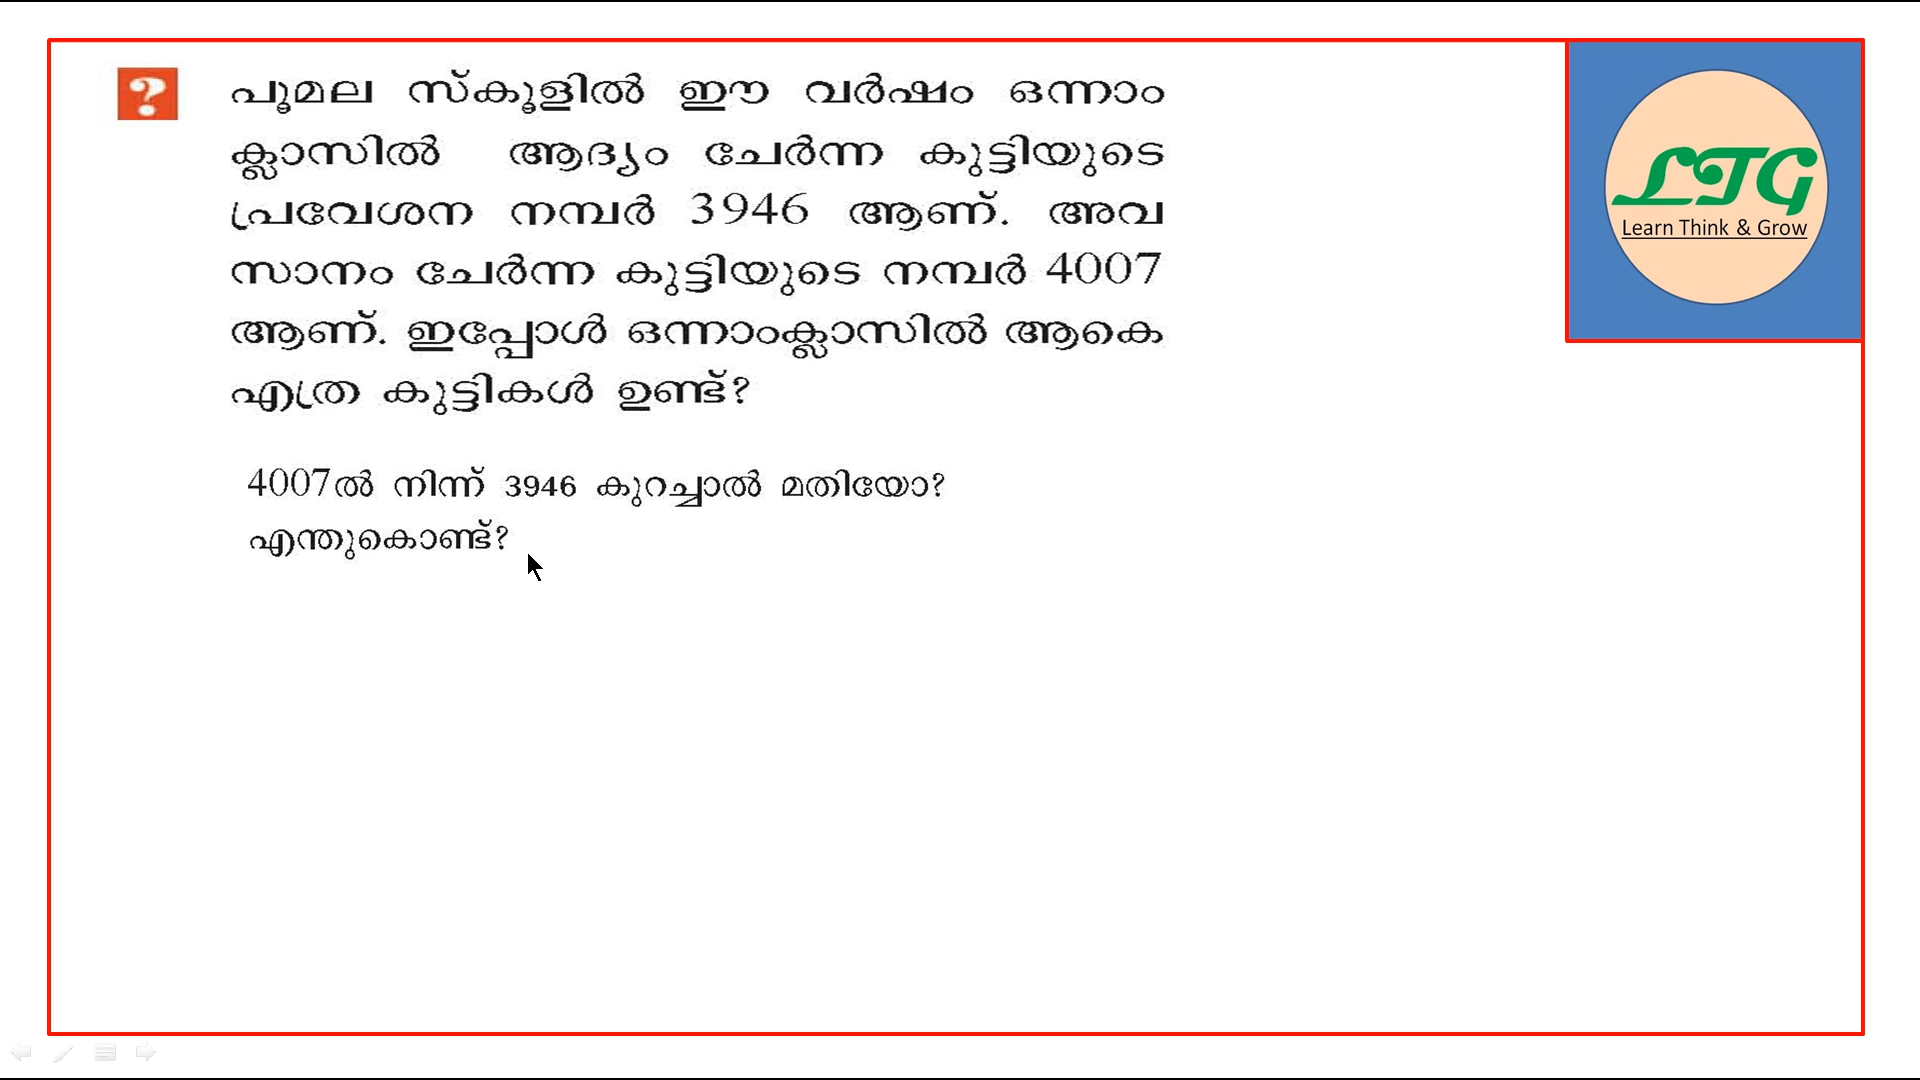 ?
പൂമല സ്കൂളിൽ ഈ വർഷം ഒന്നാം
ക്ലാസിൽ ആദ്യം ചേർന്ന കുട്ടിയുടെ
പ്രവേശന നമ്പർ 3946 ആണ്. അവ
സാനം ചേർന്ന കുട്ടിയുടെ നമ്പർ 4007
ആണ്. ഇപ്പോൾ ഒന്നാംക്ലാസിൽ ആകെ
എത്ര കുട്ടികൾ ഉണ്ട്?
4007ൽ നിന്ന് 3946 കുറച്ചാൽ മതിയോ?
എന്തുകൊണ്ട്?
LTG
Learn Think & Grow